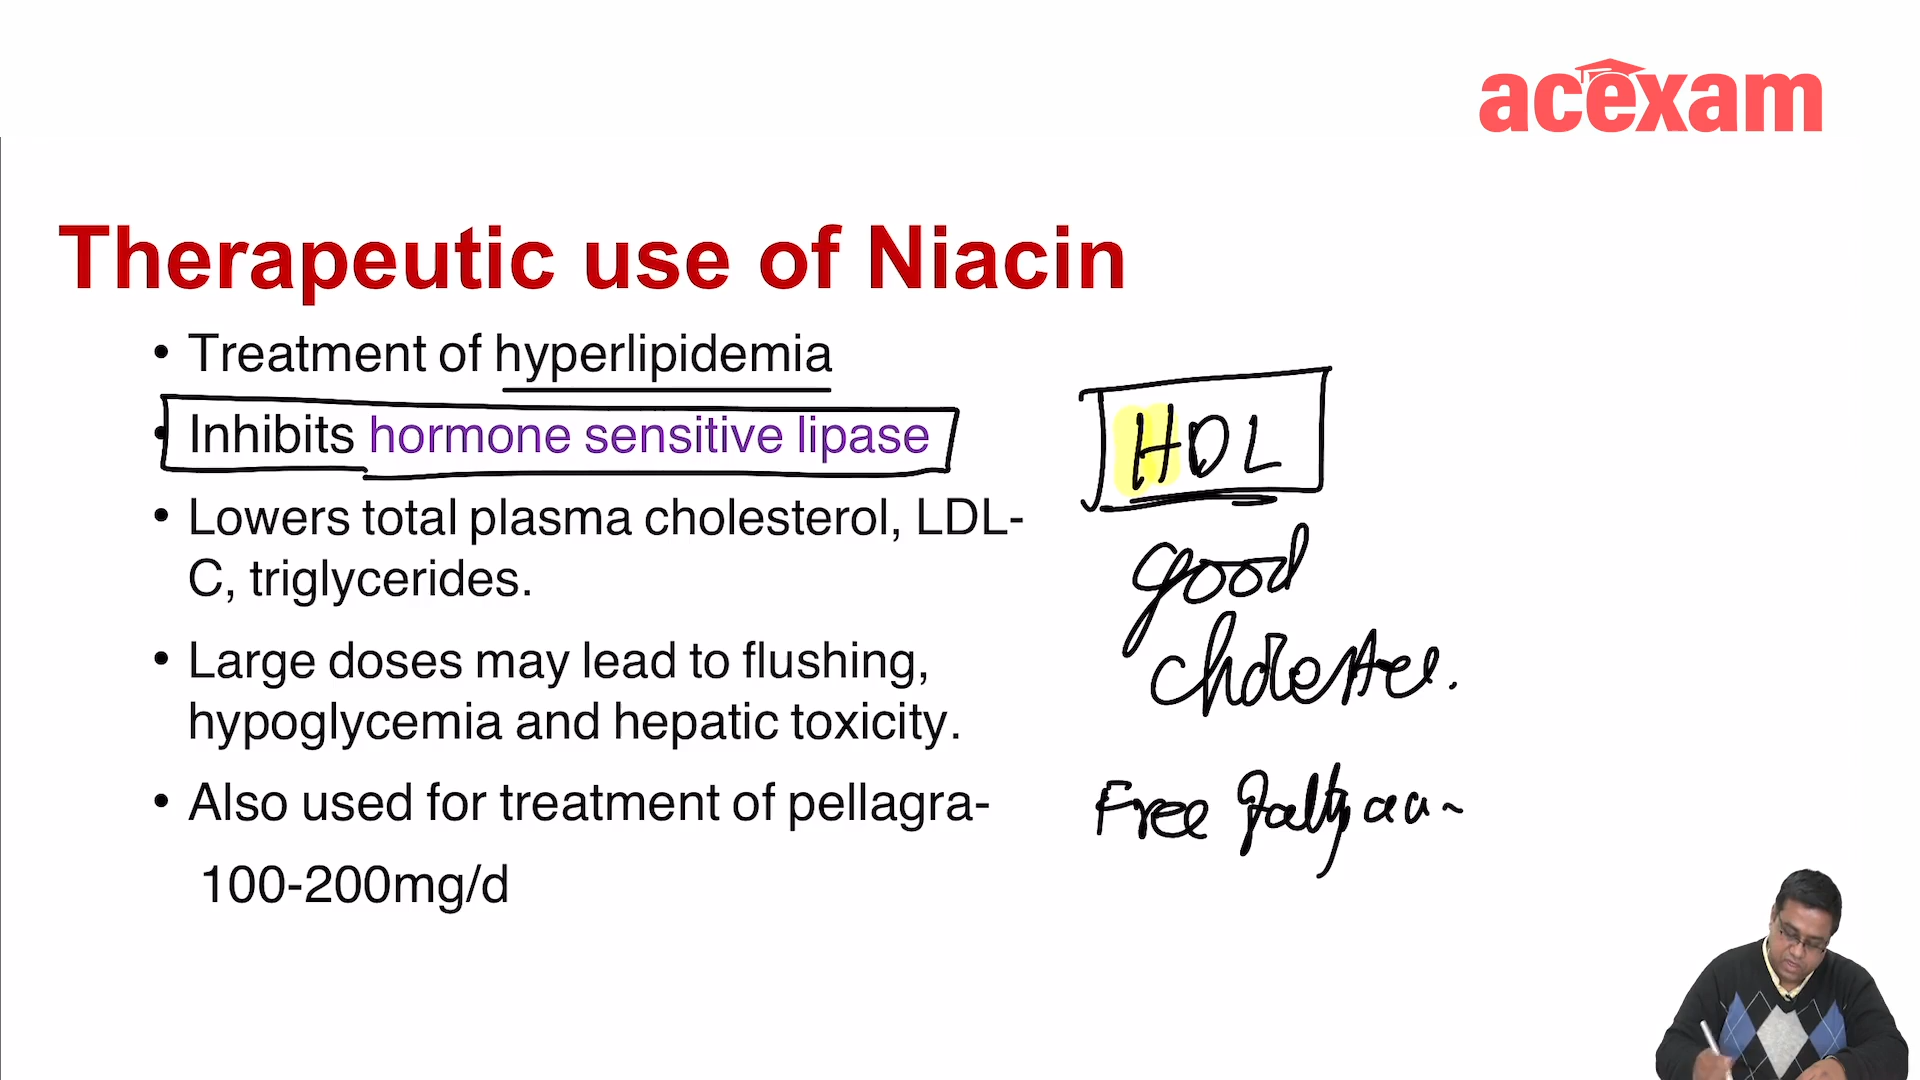 acexam
Therapeutic use of Niacin
• Treatment of hyperlipidemia
• Inhibits hormone sensitive lipase
• Lowers total plasma cholesterol, LDL-
C, triglycerides.
• Large doses may lead to flushing,
hypoglycemia and hepatic toxicity.
• Also used for treatment of pellagra-
100-200mg/d
HDL
good
Free fatty